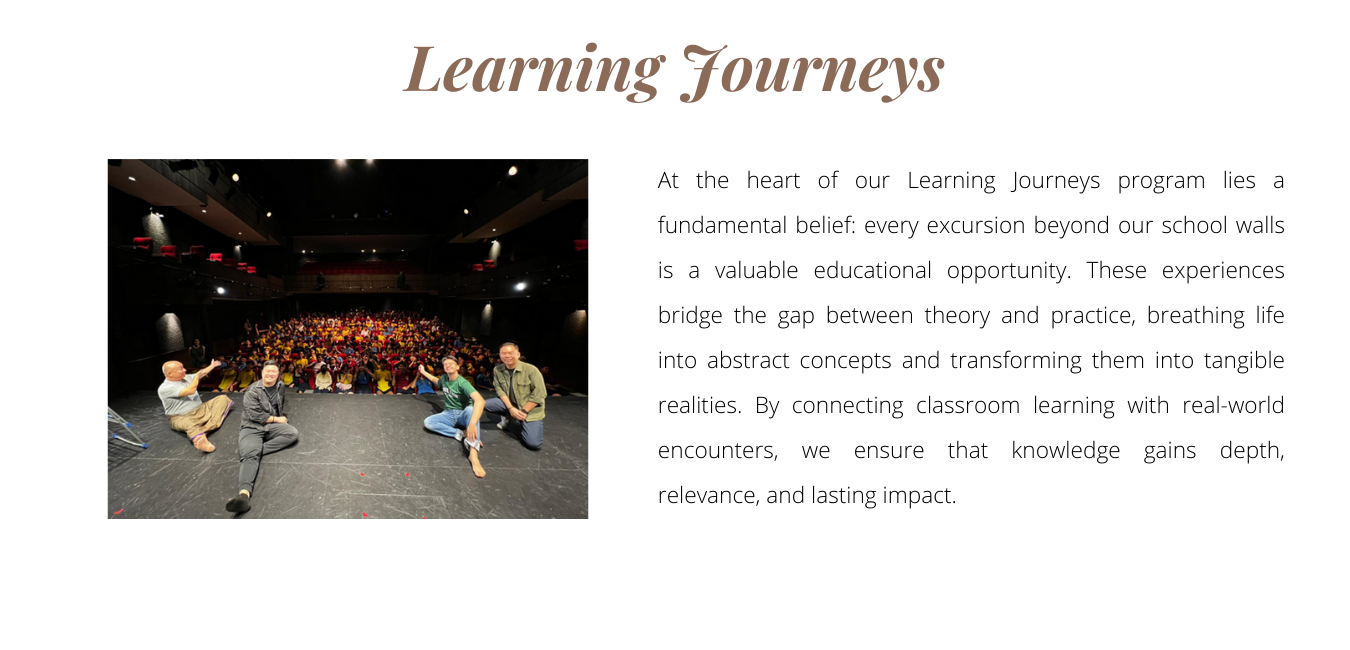 Learning Journeys
At the heart of our Learning Journeys program lies a
fundamental belief: every excursion beyond our school walls
is a valuable educational opportunity. These experiences
bridge the gap between theory and practice, breathing life
into abstract concepts and transforming them into tangible
realities. By connecting classroom learning with real-world
encounters, we ensure that knowledge gains depth,
relevance, and lasting impact.